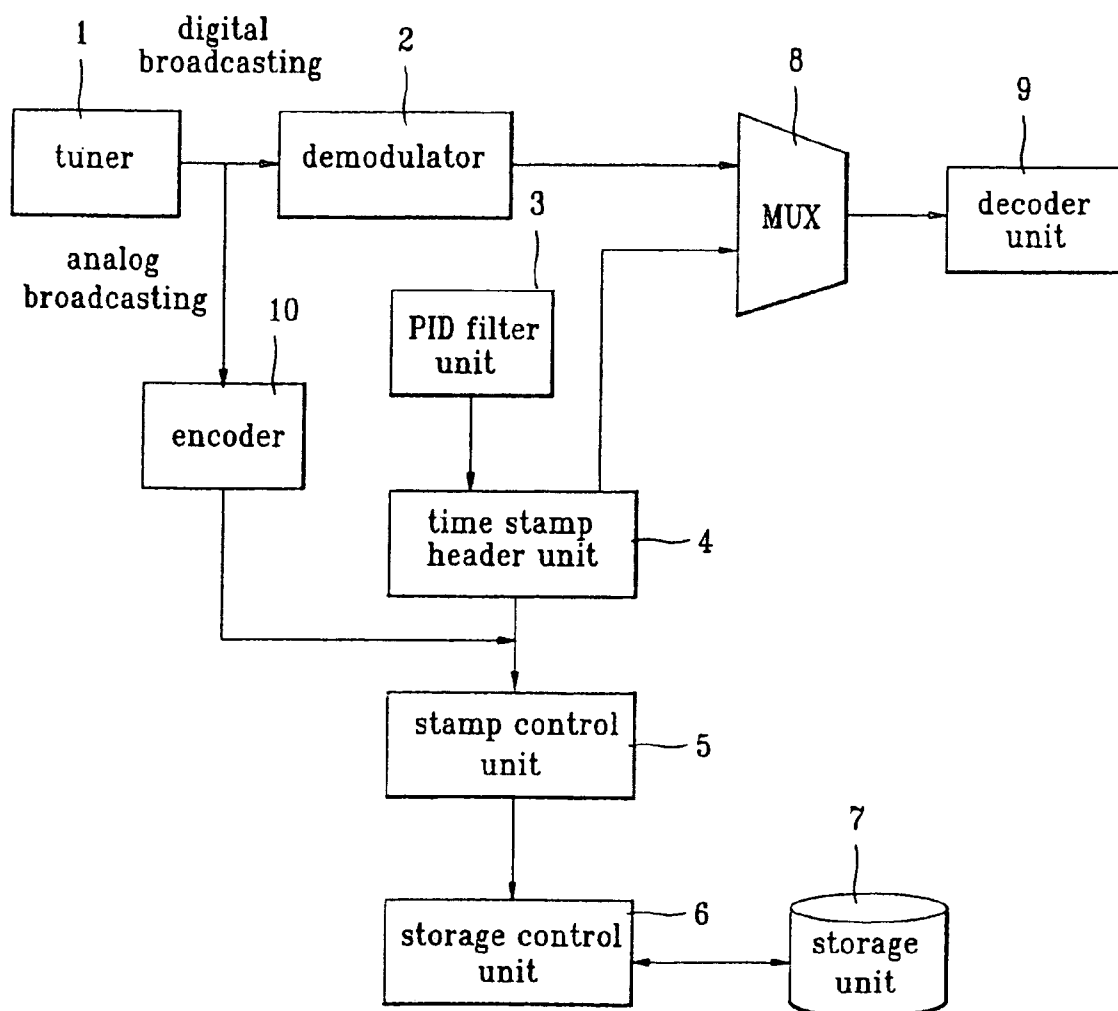 1
digital
broadcasting
2
8
9
tuner
demodulator
3
MUX
decoder
unit
analog
broadcasting
10
PID filter
unit
encoder
time stamp
header unit
4
stamp control
unit
5
7
6
storage control
unit
storage
unit